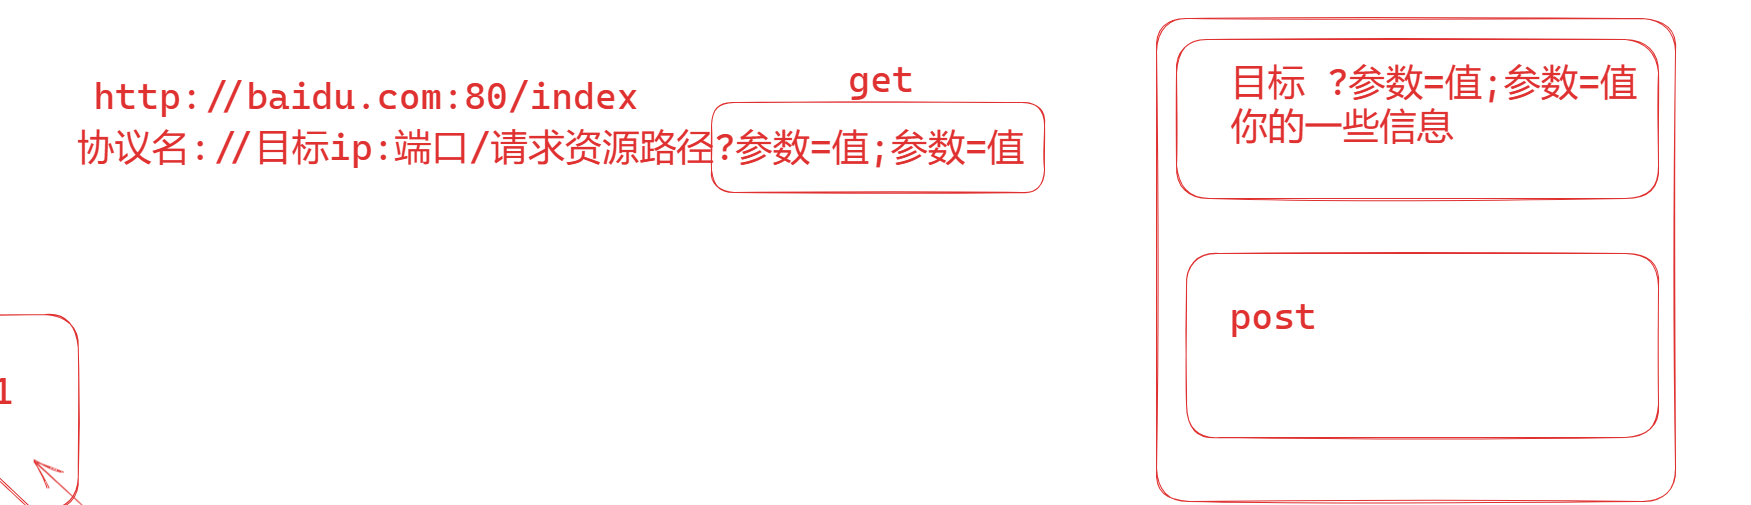 get
http://baidu.com:80/index
协议名://目标ip:端口/请求资源路径?参数=值;参数=值
目标 ?参数=值;参数=值
你的一些信息
post
1